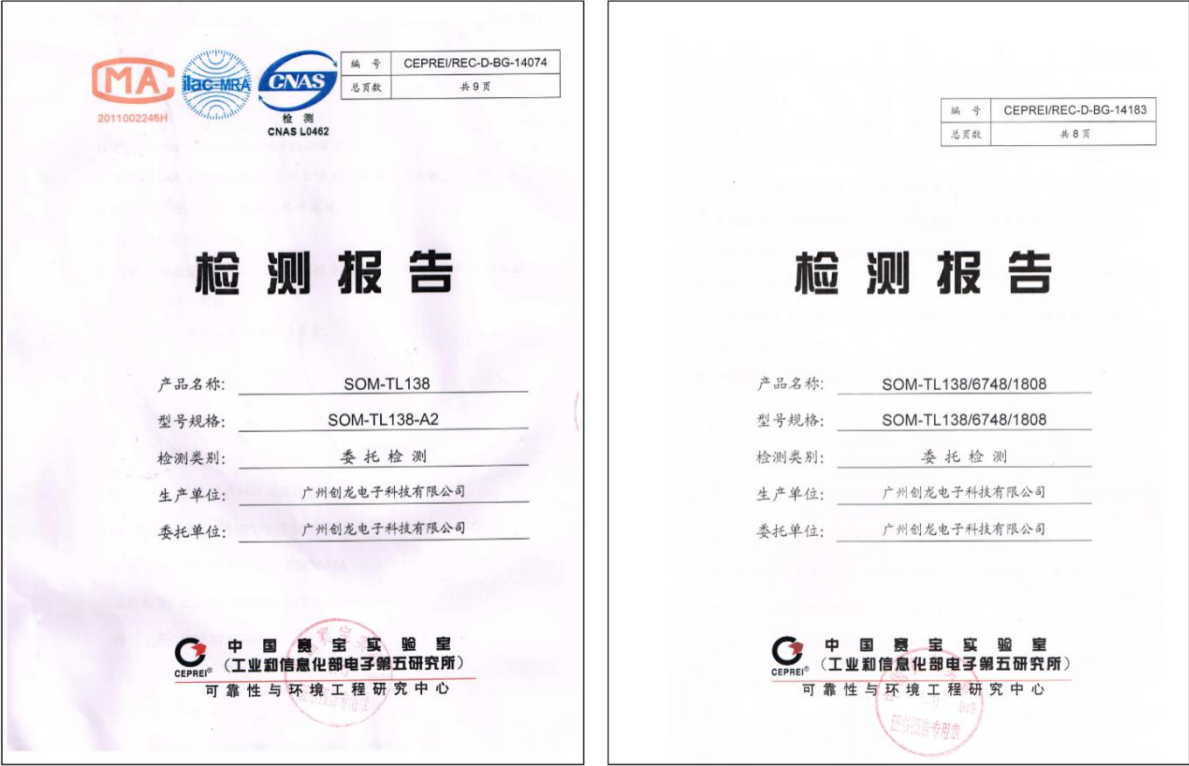 MA
2011002246H
ilac-MRA
CNAS
检 测
CNAS L0462
编 号 CEPREI/REC-D-BG-14074
总页数 共 9 页
检 测 报 告
产品名称: SOM-TL138
型号规格: SOM-TL138-A2
检测类别: 委 托 检 测
生产单位: 广州创龙电子科技有限公司
委托单位: 广州创龙电子科技有限公司
CEPREI®
中 国 赛 宝 实 验 室
(工业和信息化部电子第五研究所)
可 靠 性 与 环 境 工 程 研 究 中 心
编 号 CEPREI/REC-D-BG-14183
总页数 共 8 页
检 测 报 告
产品名称: SOM-TL138/6748/1808
型号规格: SOM-TL138/6748/1808
检测类别: 委 托 检 测
生产单位: 广州创龙电子科技有限公司
委托单位: 广州创龙电子科技有限公司
CEPREI®
中 国 赛 宝 实 验 室
(工业和信息化部电子第五研究所)
可 靠 性 与 环 境 工 程 研 究 中 心